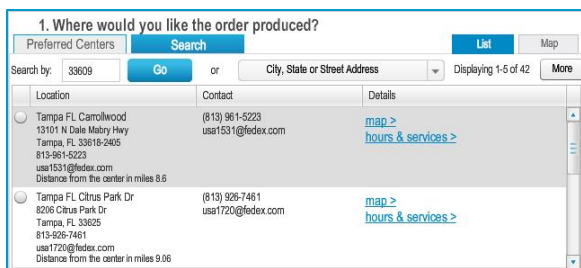 1. Where would you like the order produced?
Preferred Centers Search List Map
Search by: 33609 Go or City, State or Street Address Displaying 1-5 of 42 More
Location Contact Details
Tampa FL Carrollwood (813) 961-5223 map >
13101 N Dale Mabry Hwy usa1531@fedex.com hours & services >
Tampa, FL 33618-2405
813-961-5223
usa1531@fedex.com
Distance from the center in miles 8.6
Tampa FL Citrus Park Dr (813) 926-7461 map >
8206 Citrus Park Dr usa1720@fedex.com hours & services >
Tampa, FL 33625
813-926-7461
usa1720@fedex.com
Distance from the center in miles 9.06